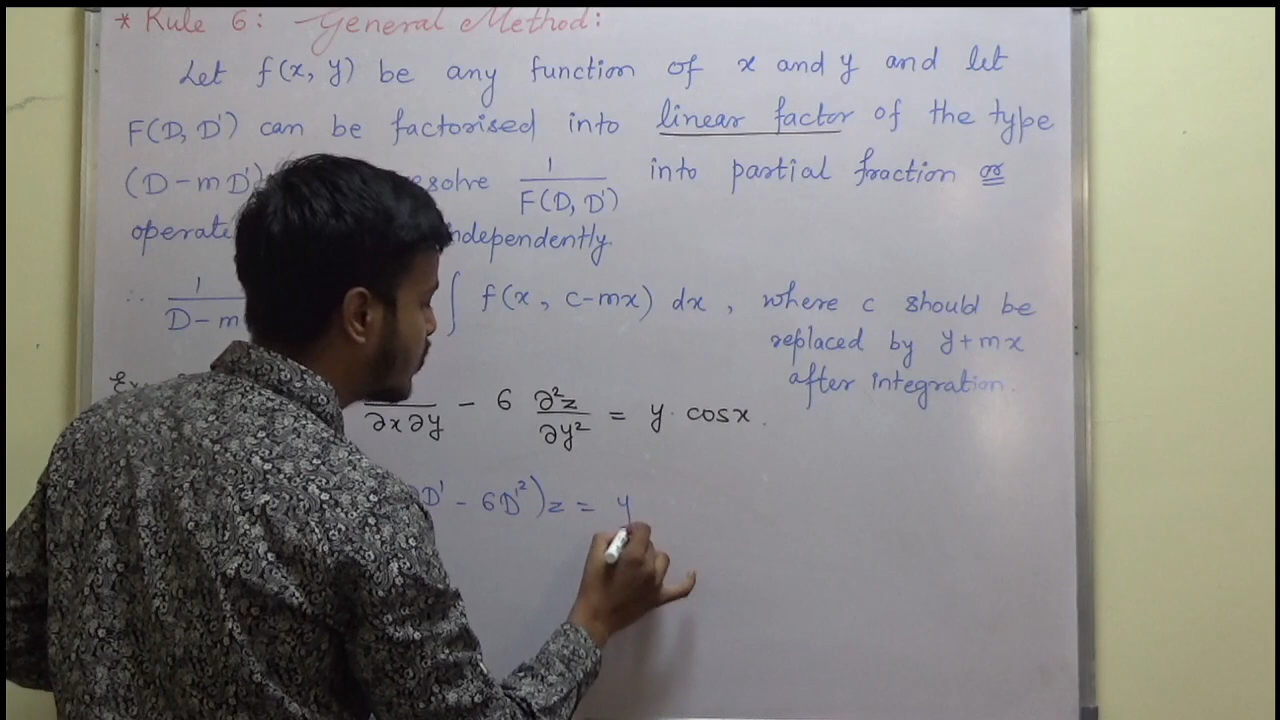 * Rule 6: General Method:
Let f(x, y) be any function of x and y and let
F(D, D') can be factorised into linear factor of the type
(D-mD') esolve 1/F(D, D') into partial fraction or
operate ndependently.
∴ 1/D-m ∫ f(x, c-mx) dx, where c should be
replaced by y+mx
after integration.
Ex ∂x∂y - 6 ∂²z/∂y² = y cosx.
D' - 6D'²)z = y